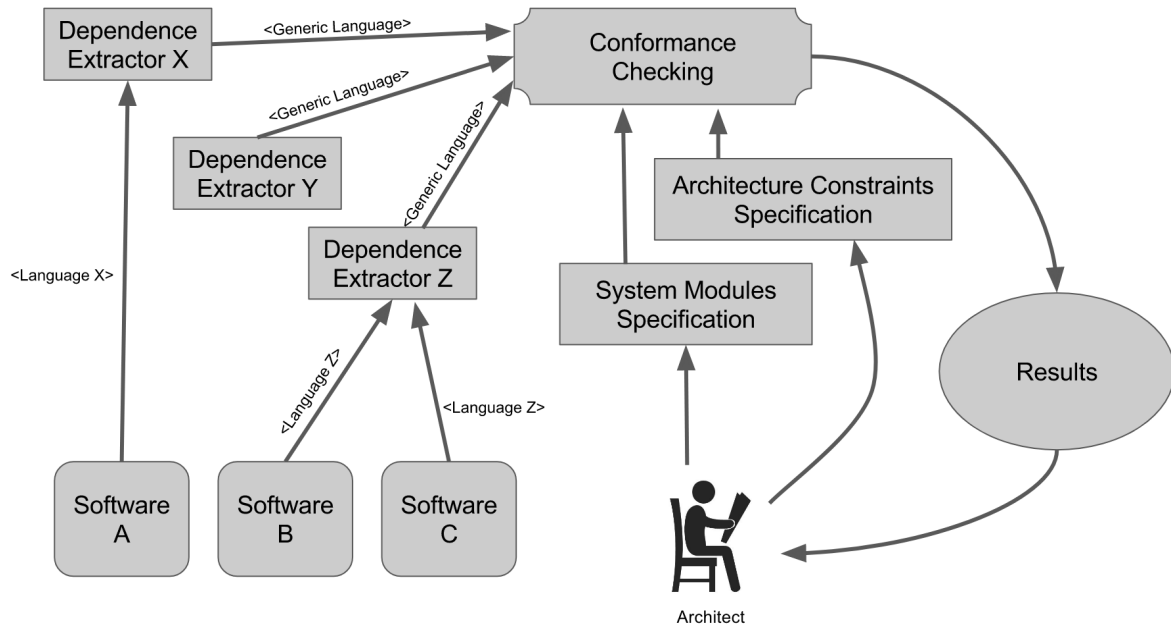 Dependence
Extractor X
<Generic Language>
Conformance
Checking
<Generic Language>
Dependence
Extractor Y
<Generic Language>
Architecture Constraints
Specification
Dependence
Extractor Z
<Language X>
System Modules
Specification
Results
<Language Z>
<Language Z>
Software
A
Software
B
Software
C
Architect